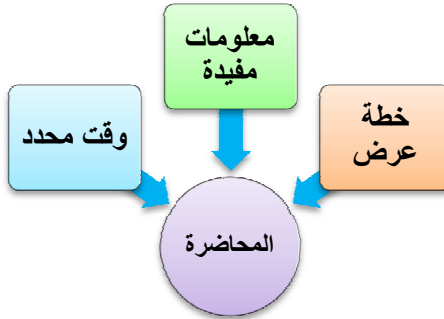 معلومات
مفيدة
خطة
عرض
وقت محدد
المحاضرة